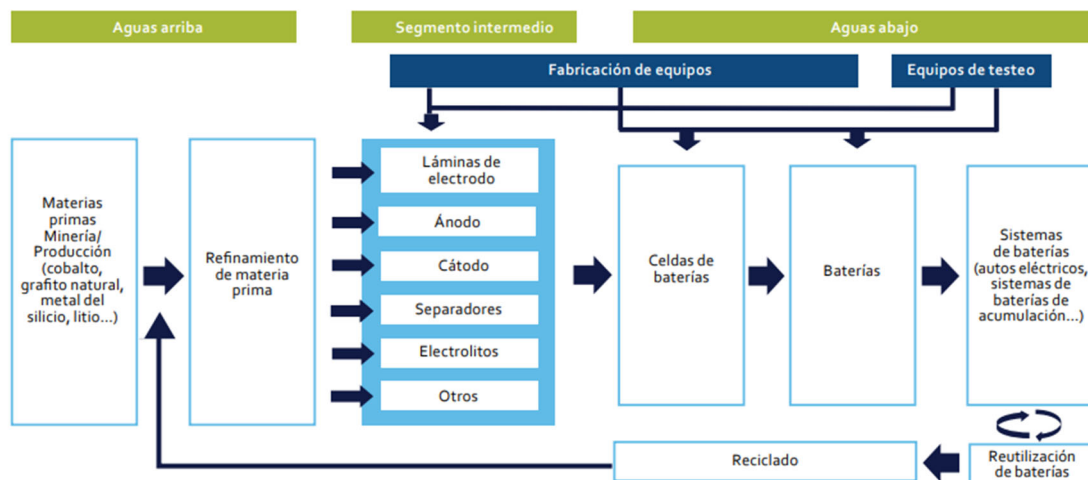 Aguas arriba
Segmento intermedio
Aguas abajo
Fabricación de equipos
Equipos de testeo
Materias
primas
Minería/
Producción
(cobalto,
grafito natural,
metal del
silicio, litio...)
Refinamiento
de materia
prima
Láminas de
electrodo
Ánodo
Cátodo
Separadores
Electrolitos
Otros
Celdas de
baterías
Baterías
Sistemas
de baterías
(autos eléctricos,
sistemas de
baterías de
acumulación...)
Reciclado
Reutilización
de baterías